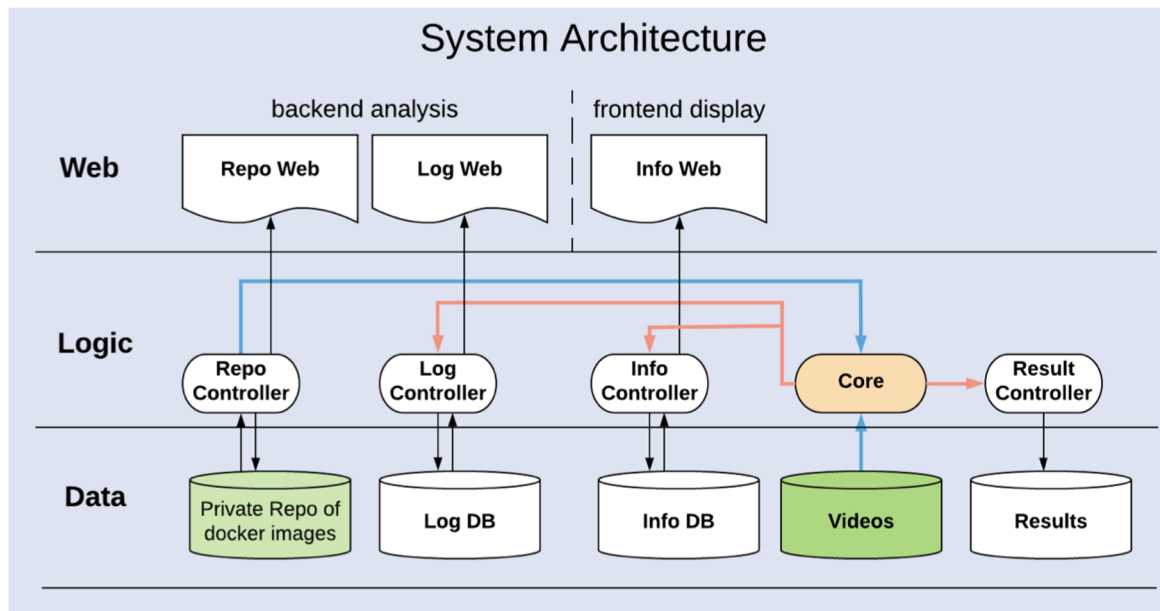 System Architecture
backend analysis
frontend display
Web
Repo Web
Log Web
Info Web
Logic
Repo
Controller
Log
Controller
Info
Controller
Core
Result
Controller
Data
Private Repo of
docker images
Log DB
Info DB
Videos
Results